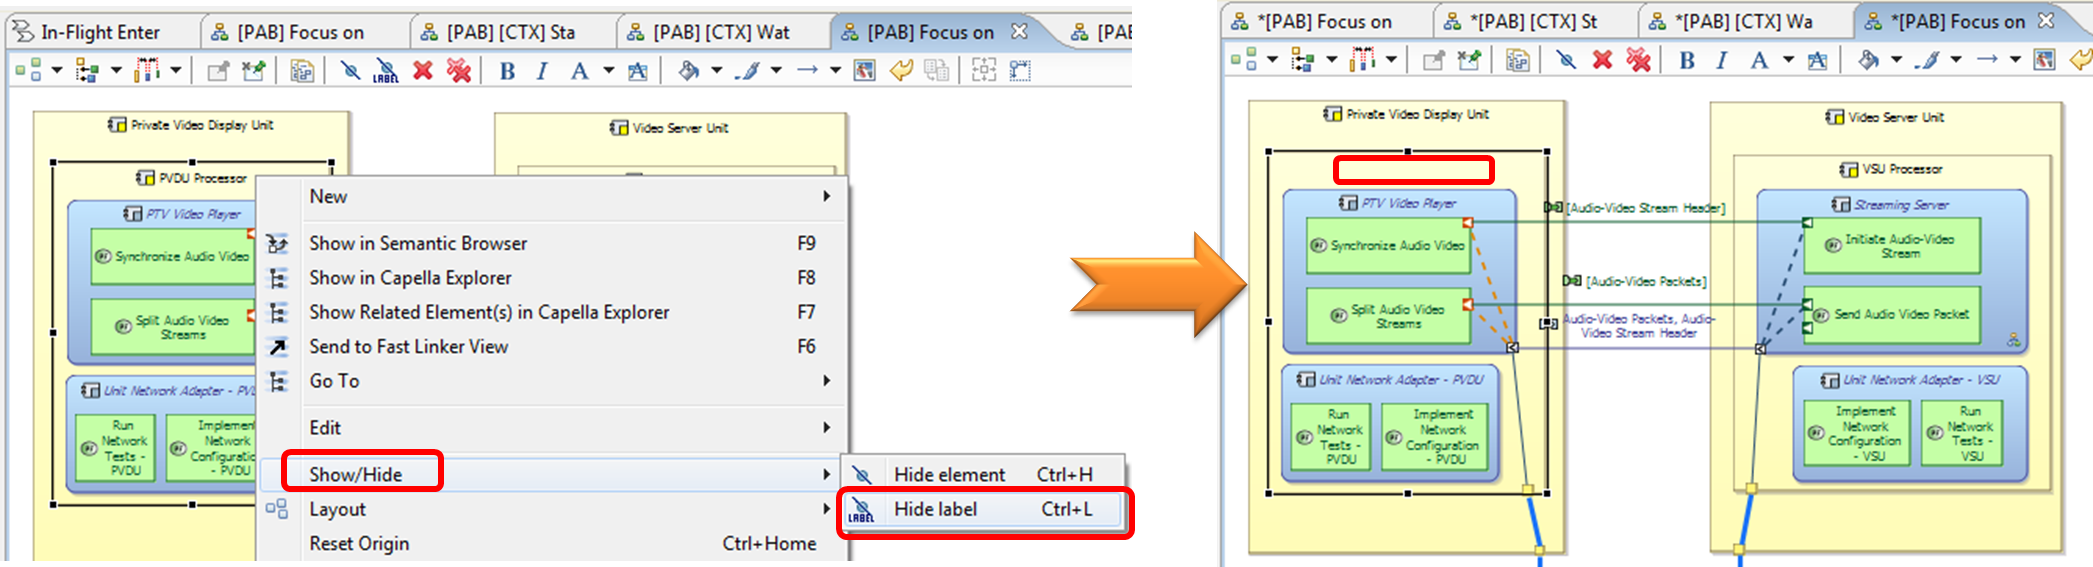 In-Flight Enter
[PAB] Focus on
[PAB] [CTX] Sta
[PAB] [CTX] Wat
[PAB] Focus on
[PAB
LABEL
B I A
Private Video Display Unit
Video Server Unit
PVDU Processor
PTV Video Player
Synchronize Audio Video
Split Audio Video
Streams
Unit Network Adapter - PVD
Run
Network
Tests -
PVDU
Implemen
Network
Configuration
- PVDU
New
Show in Semantic Browser F9
Show in Capella Explorer F8
Show Related Element(s) in Capella Explorer F7
Send to Fast Linker View F6
Go To
Edit
Show/Hide
Layout
Reset Origin Ctrl+Home
Hide element Ctrl+H
LABEL
Hide label Ctrl+L
*[PAB] Focus on
*[PAB] [CTX] St
*[PAB] [CTX] Wa
*[PAB] Focus on
B I A
Private Video Display Unit
Video Server Unit
VSU Processor
PTV Video Player
Synchronize Audio Video
Split Audio Video
Streams
Unit Network Adapter - PVDU
Run
Network
Tests -
PVDU
Implement
Network
Configuration
- PVDU
[Audio-Video Stream Header]
[Audio-Video Packets]
Audio-Video Packets, Audio-
Video Stream Header
Streaming Server
Initiate Audio-Video
Stream
Send Audio Video Packet
Unit Network Adapter - VSU
Implement
Network
Configuration
- VSU
Run
Network
Tests -
VSU